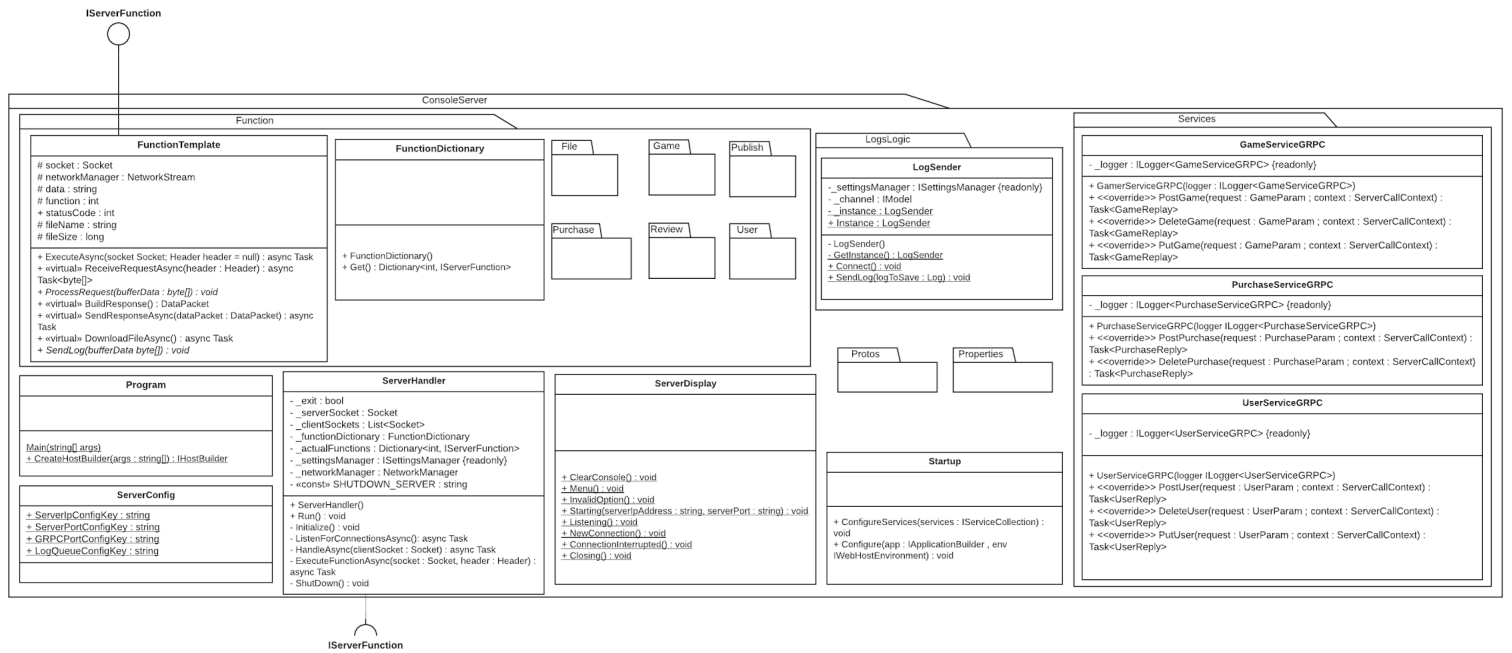 IServerFunction
ConsoleServer
Function
FunctionTemplate
# socket : Socket
# networkManager : NetworkStream
# data : string
# function : int
+ statusCode : int
# fileName : string
# fileSize : long
+ ExecuteAsync(socket Socket; Header header = null) : async Task
+ «virtual» ReceiveRequestAsync(header : Header) : async
Task<byte[]>
+ ProcessRequest(bufferData : byte[]) : void
+ «virtual» BuildResponse() : DataPacket
+ «virtual» SendResponseAsync(dataPacket : DataPacket) : async
Task
+ «virtual» DownloadFileAsync() : async Task
+ SendLog(bufferData byte[]) : void
FunctionDictionary
+ FunctionDictionary()
+ Get() : Dictionary<int, IServerFunction>
File
Game
Publish
Purchase
Review
User
LogsLogic
LogSender
-_settingsManager : ISettingsManager {readonly}
- _channel : IModel
- _instance : LogSender
+ Instance : LogSender
- LogSender()
- GetInstance() : LogSender
+ Connect() : void
+ SendLog(logToSave : Log) : void
Protos
Properties
Services
GameServiceGRPC
- _logger : ILogger<GameServiceGRPC> {readonly}
+ GamerServiceGRPC(logger : ILogger<GameServiceGRPC>)
+ <<override>> PostGame(request : GameParam ; context : ServerCallContext) :
Task<GameReplay>
+ <<override>> DeleteGame(request : GameParam ; context : ServerCallContext) :
Task<GameReplay>
+ <<override>> PutGame(request : GameParam ; context : ServerCallContext) :
Task<GameReplay>
PurchaseServiceGRPC
- _logger : ILogger<PurchaseServiceGRPC> {readonly}
+ PurchaseServiceGRPC(logger ILogger<PurchaseServiceGRPC>)
+ <<override>> PostPurchase(request : PurchaseParam ; context : ServerCallContext) :
Task<PurchaseReply>
+ <<override>> DeletePurchase(request : PurchaseParam ; context : ServerCallContext)
: Task<PurchaseReply>
UserServiceGRPC
- _logger : ILogger<UserServiceGRPC> {readonly}
+ UserServiceGRPC(logger ILogger<UserServiceGRPC>)
+ <<override>> PostUser(request : UserParam ; context : ServerCallContext) :
Task<UserReply>
+ <<override>> DeleteUser(request : UserParam ; context : ServerCallContext) :
Task<UserReply>
+ <<override>> PutUser(request : UserParam ; context : ServerCallContext) :
Task<UserReply>
Program
Main(string[] args)
+ CreateHostBuilder(args : string[]) : IHostBuilder
ServerConfig
+ ServerIpConfigKey : string
+ ServerPortConfigKey : string
+ GRPCPortConfigKey : string
+ LogQueueConfigKey : string
ServerHandler
- _exit : bool
- _serverSocket : Socket
- _clientSockets : List<Socket>
- _functionDictionary : FunctionDictionary
- _actualFunctions : Dictionary<int, IServerFunction>
- _settingsManager : ISettingsManager {readonly}
- _networkManager : NetworkManager
- «const» SHUTDOWN_SERVER : string
+ ServerHandler()
+ Run() : void
- Initialize() : void
- ListenForConnectionsAsync() : async Task
- HandleAsync(clientSocket : Socket) : async Task
- ExecuteFunctionAsync(socket : Socket, header : Header) :
async Task
- ShutDown() : void
ServerDisplay
+ ClearConsole() : void
+ Menu() : void
+ InvalidOption() : void
+ Starting(serverIpAddress : string, serverPort : string) : void
+ Listening() : void
+ NewConnection() : void
+ ConnectionInterrupted() : void
+ Closing() : void
Startup
+ ConfigureServices(services : IServiceCollection) :
void
+ Configure(app : IApplicationBuilder , env
IWebHostEnvironment) : void
IServerFunction